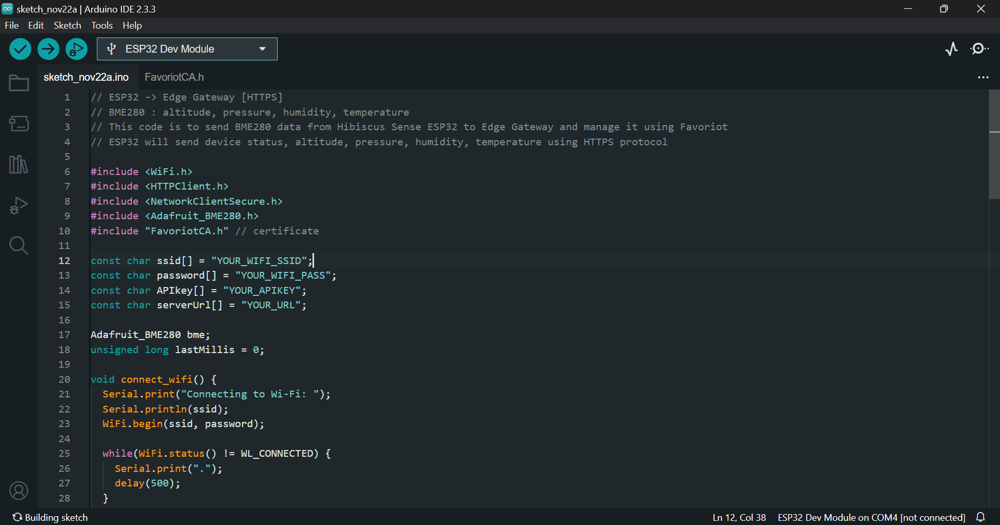 sketch_nov22a | Arduino IDE 2.3.3
File Edit Sketch Tools Help
ESP32 Dev Module
sketch_nov22a.ino FavoriotCA.h
1 // ESP32 -> Edge Gateway [HTTPS]
2 // BME280 : altitude, pressure, humidity, temperature
3 // This code is to send BME280 data from Hibiscus Sense ESP32 to Edge Gateway and manage it using Favoriot
4 // ESP32 will send device status, altitude, pressure, humidity, temperature using HTTPS protocol
5
6 #include <WiFi.h>
7 #include <HTTPClient.h>
8 #include <NetworkClientSecure.h>
9 #include <Adafruit_BME280.h>
10 #include "FavoriotCA.h" // certificate
11
12 const char ssid[] = "YOUR_WIFI_SSID";
13 const char password[] = "YOUR_WIFI_PASS";
14 const char APIkey[] = "YOUR_APIKEY";
15 const char serverUrl[] = "YOUR_URL";
16
17 Adafruit_BME280 bme;
18 unsigned long lastMillis = 0;
19
20 void connect_wifi() {
21 Serial.print("Connecting to Wi-Fi: ");
22 Serial.println(ssid);
23 WiFi.begin(ssid, password);
24
25 while(WiFi.status() != WL_CONNECTED) {
26 Serial.print(".");
27 delay(500);
28 }
Building sketch Ln 12, Col 38 ESP32 Dev Module on COM4 [not connected]